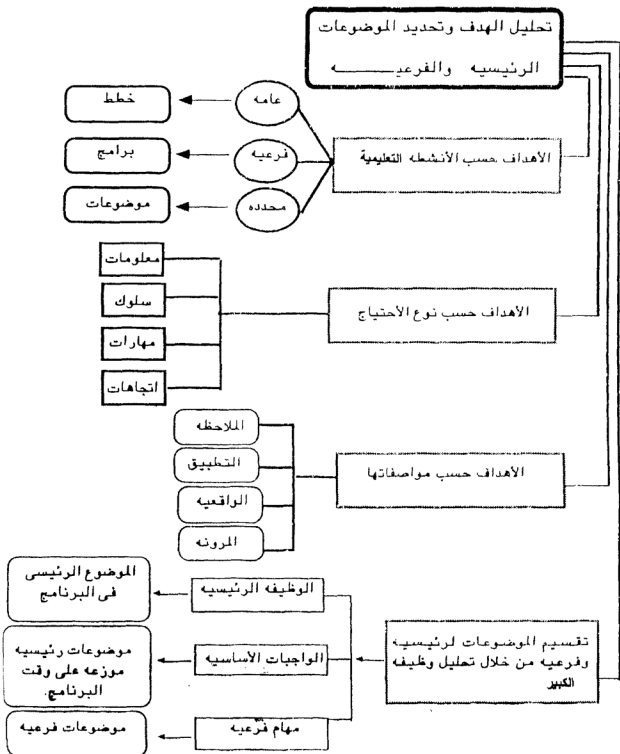 تحليل الهدف وتحديد الموضوعات
الرئيسيه والفرعيـــــــه
الأهداف حسب الأنشطه التعليمية
عامه
خطط
فرعيه
برامج
محدده
موضوعات
الأهداف حسب نوع الأحتياج
معلومات
سلوك
مهارات
اتجاهات
الأهداف حسب مواصفاتها
الملاحظه
التطبيق
الواقعيه
المرونه
تقسيم الموضوعات لرئيسيه
وفرعيه من خلال تحليل وظيفه
الكبير
الوظيفه الرئيسيه
الموضوع الرئيسى
فى البرنامج
الواجبات الأساسيه
موضوعات رئيسيه
موزعه على وقت
البرنامج.
مهام فرعيه
موضوعات فرعيه